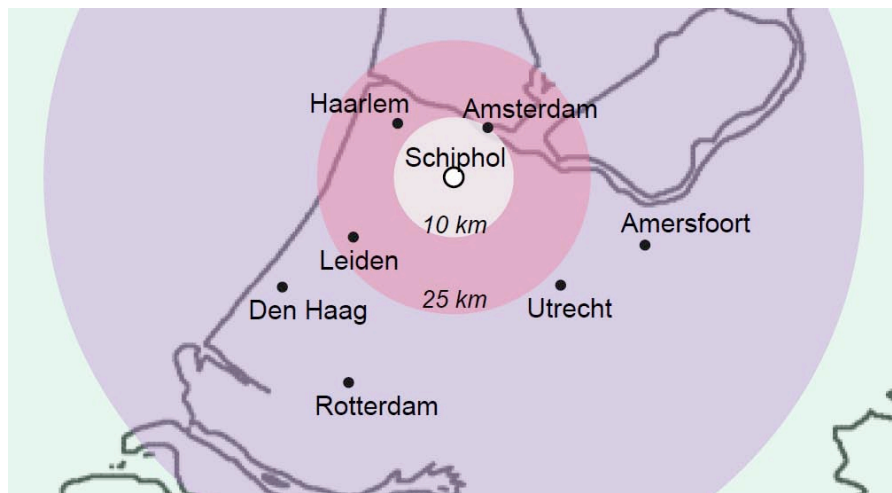 Haarlem
Amsterdam
Schiphol
10 km
Amersfoort
Leiden
25 km
Den Haag
Utrecht
Rotterdam